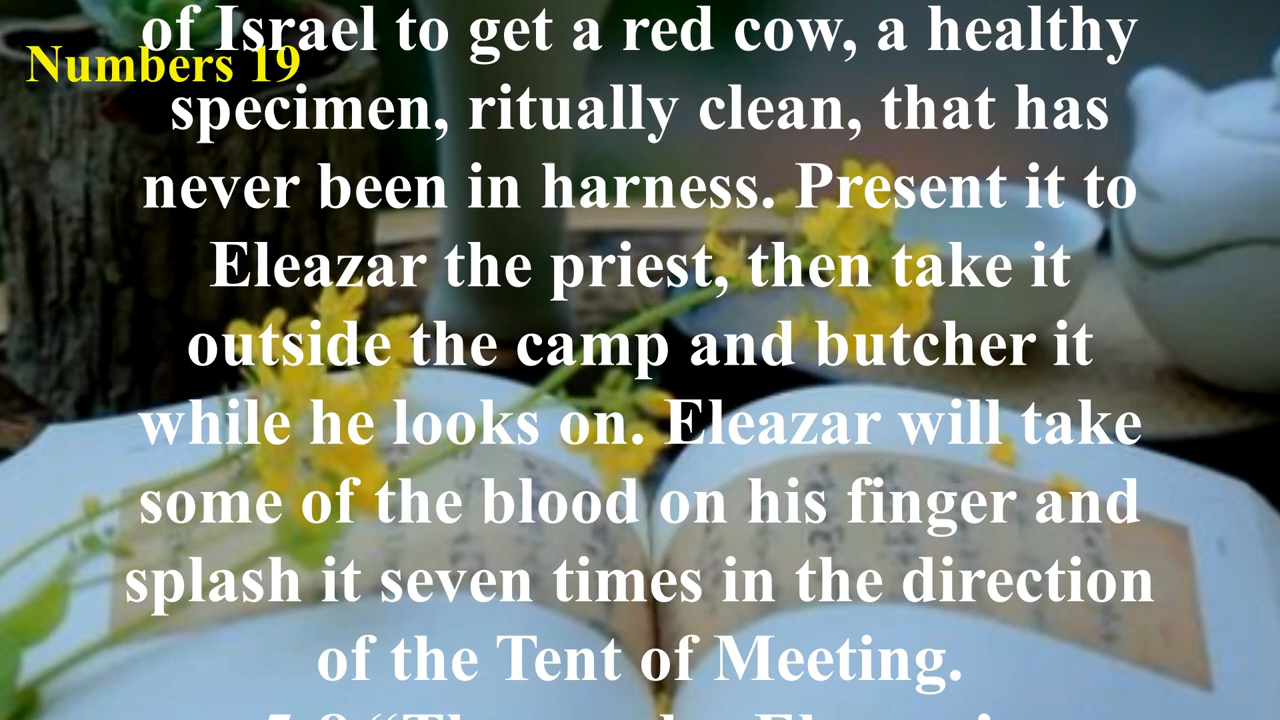 of Israel to get a red cow, a healthy
Numbers 19
specimen, ritually clean, that has
never been in harness. Present it to
Eleazar the priest, then take it
outside the camp and butcher it
while he looks on. Eleazar will take
some of the blood on his finger and
splash it seven times in the direction
of the Tent of Meeting.